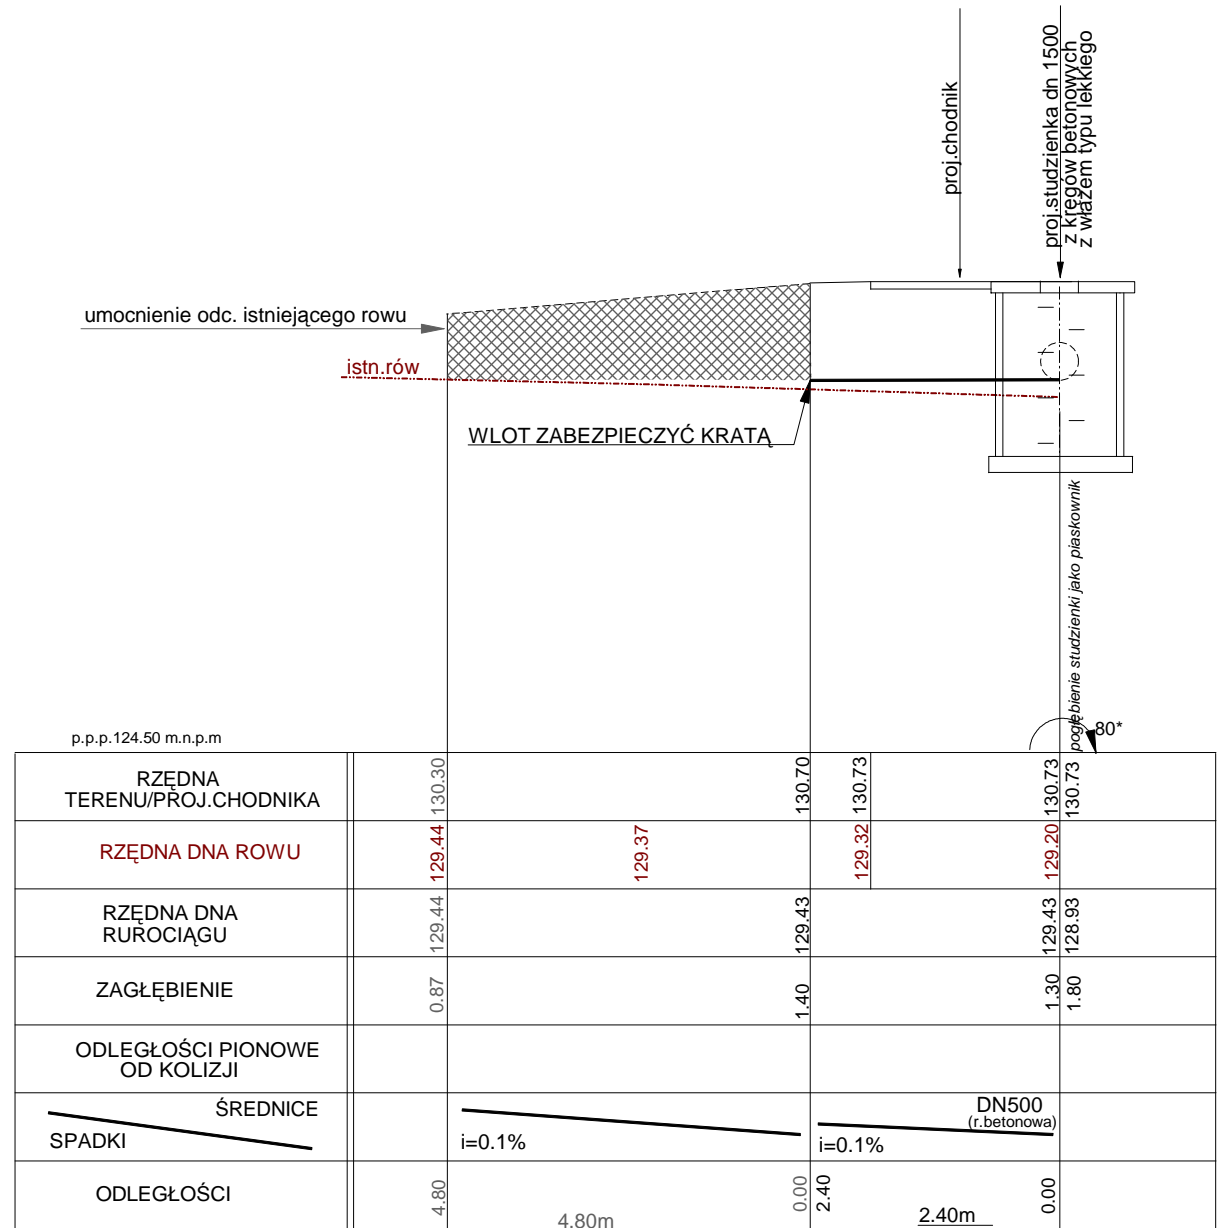 proj.chodnik
proj.studzienka dn 1500
z kręgów betonowych
z włazem typu lekkiego
umocnienie odc. istniejącego rowu
istn.rów
WLOT ZABEZPIECZYĆ KRATĄ
pogłębienie studzienki jako piaskownik
80*
p.p.p.124.50 m.n.p.m
RZĘDNA
TERENU/PROJ.CHODNIKA
130.30
130.70
130.73
130.73
130.73
RZĘDNA DNA ROWU
129.44
129.37
129.32
129.20
RZĘDNA DNA
RUROCIĄGU
129.44
129.43
129.43
128.93
ZAGŁĘBIENIE
0.87
1.40
1.30
1.80
ODLEGŁOŚCI PIONOWE
OD KOLIZJI
ŚREDNICE
SPADKI
i=0.1%
DN500
(r.betonowa)
i=0.1%
ODLEGŁOŚCI
4.80
4.80m
0.00
2.40
2.40m
0.00